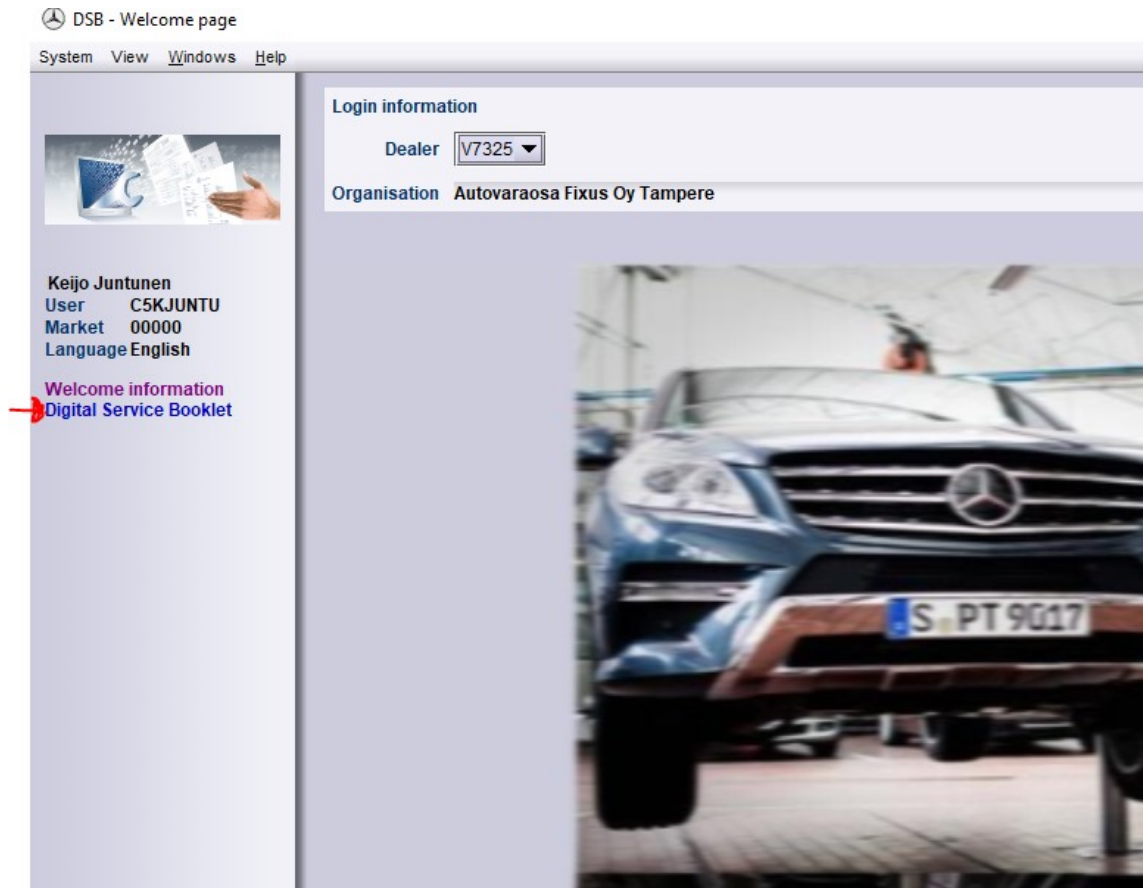 DSB - Welcome page
System View Windows Help
Login information
Dealer V7325
Organisation Autovaraosa Fixus Oy Tampere
Keijo Juntunen
User C5KJUNTU
Market 00000
Language English
Welcome information
Digital Service Booklet
S PT 9017